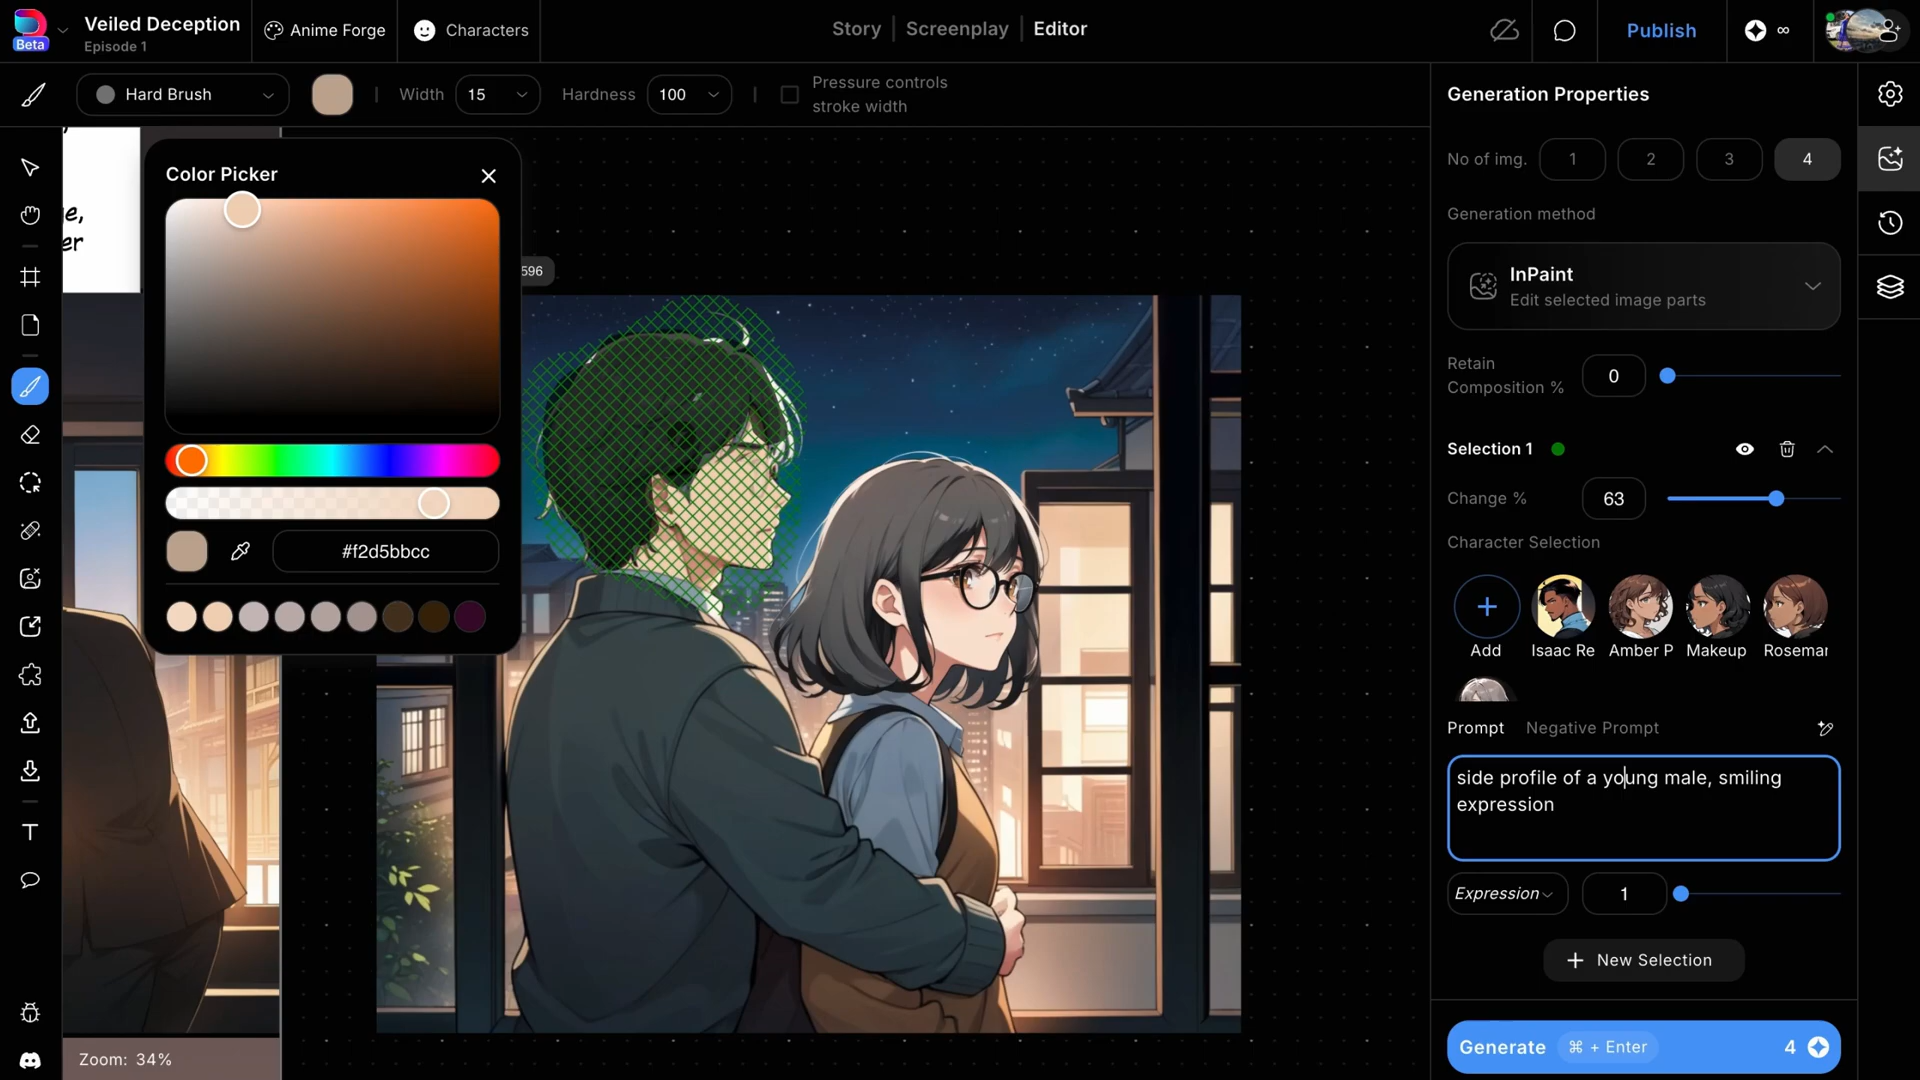 Beta
Veiled Deception
Episode 1
Anime Forge
Characters
Story
Screenplay
Editor
Publish
∞
Hard Brush
Width
15
Hardness
100
Pressure controls
stroke width
Color Picker
#f2d5bbcc
596
Generation Properties
No of img.
1
2
3
4
Generation method
InPaint
Edit selected image parts
Retain
Composition %
0
Selection 1
Change %
63
Character Selection
Add
Isaac Re
Amber P
Makeup
Rosemar
Prompt
Negative Prompt
side profile of a young male, smiling
expression
Expression
1
New Selection
Generate
⌘ + Enter
4
T
Zoom: 34%